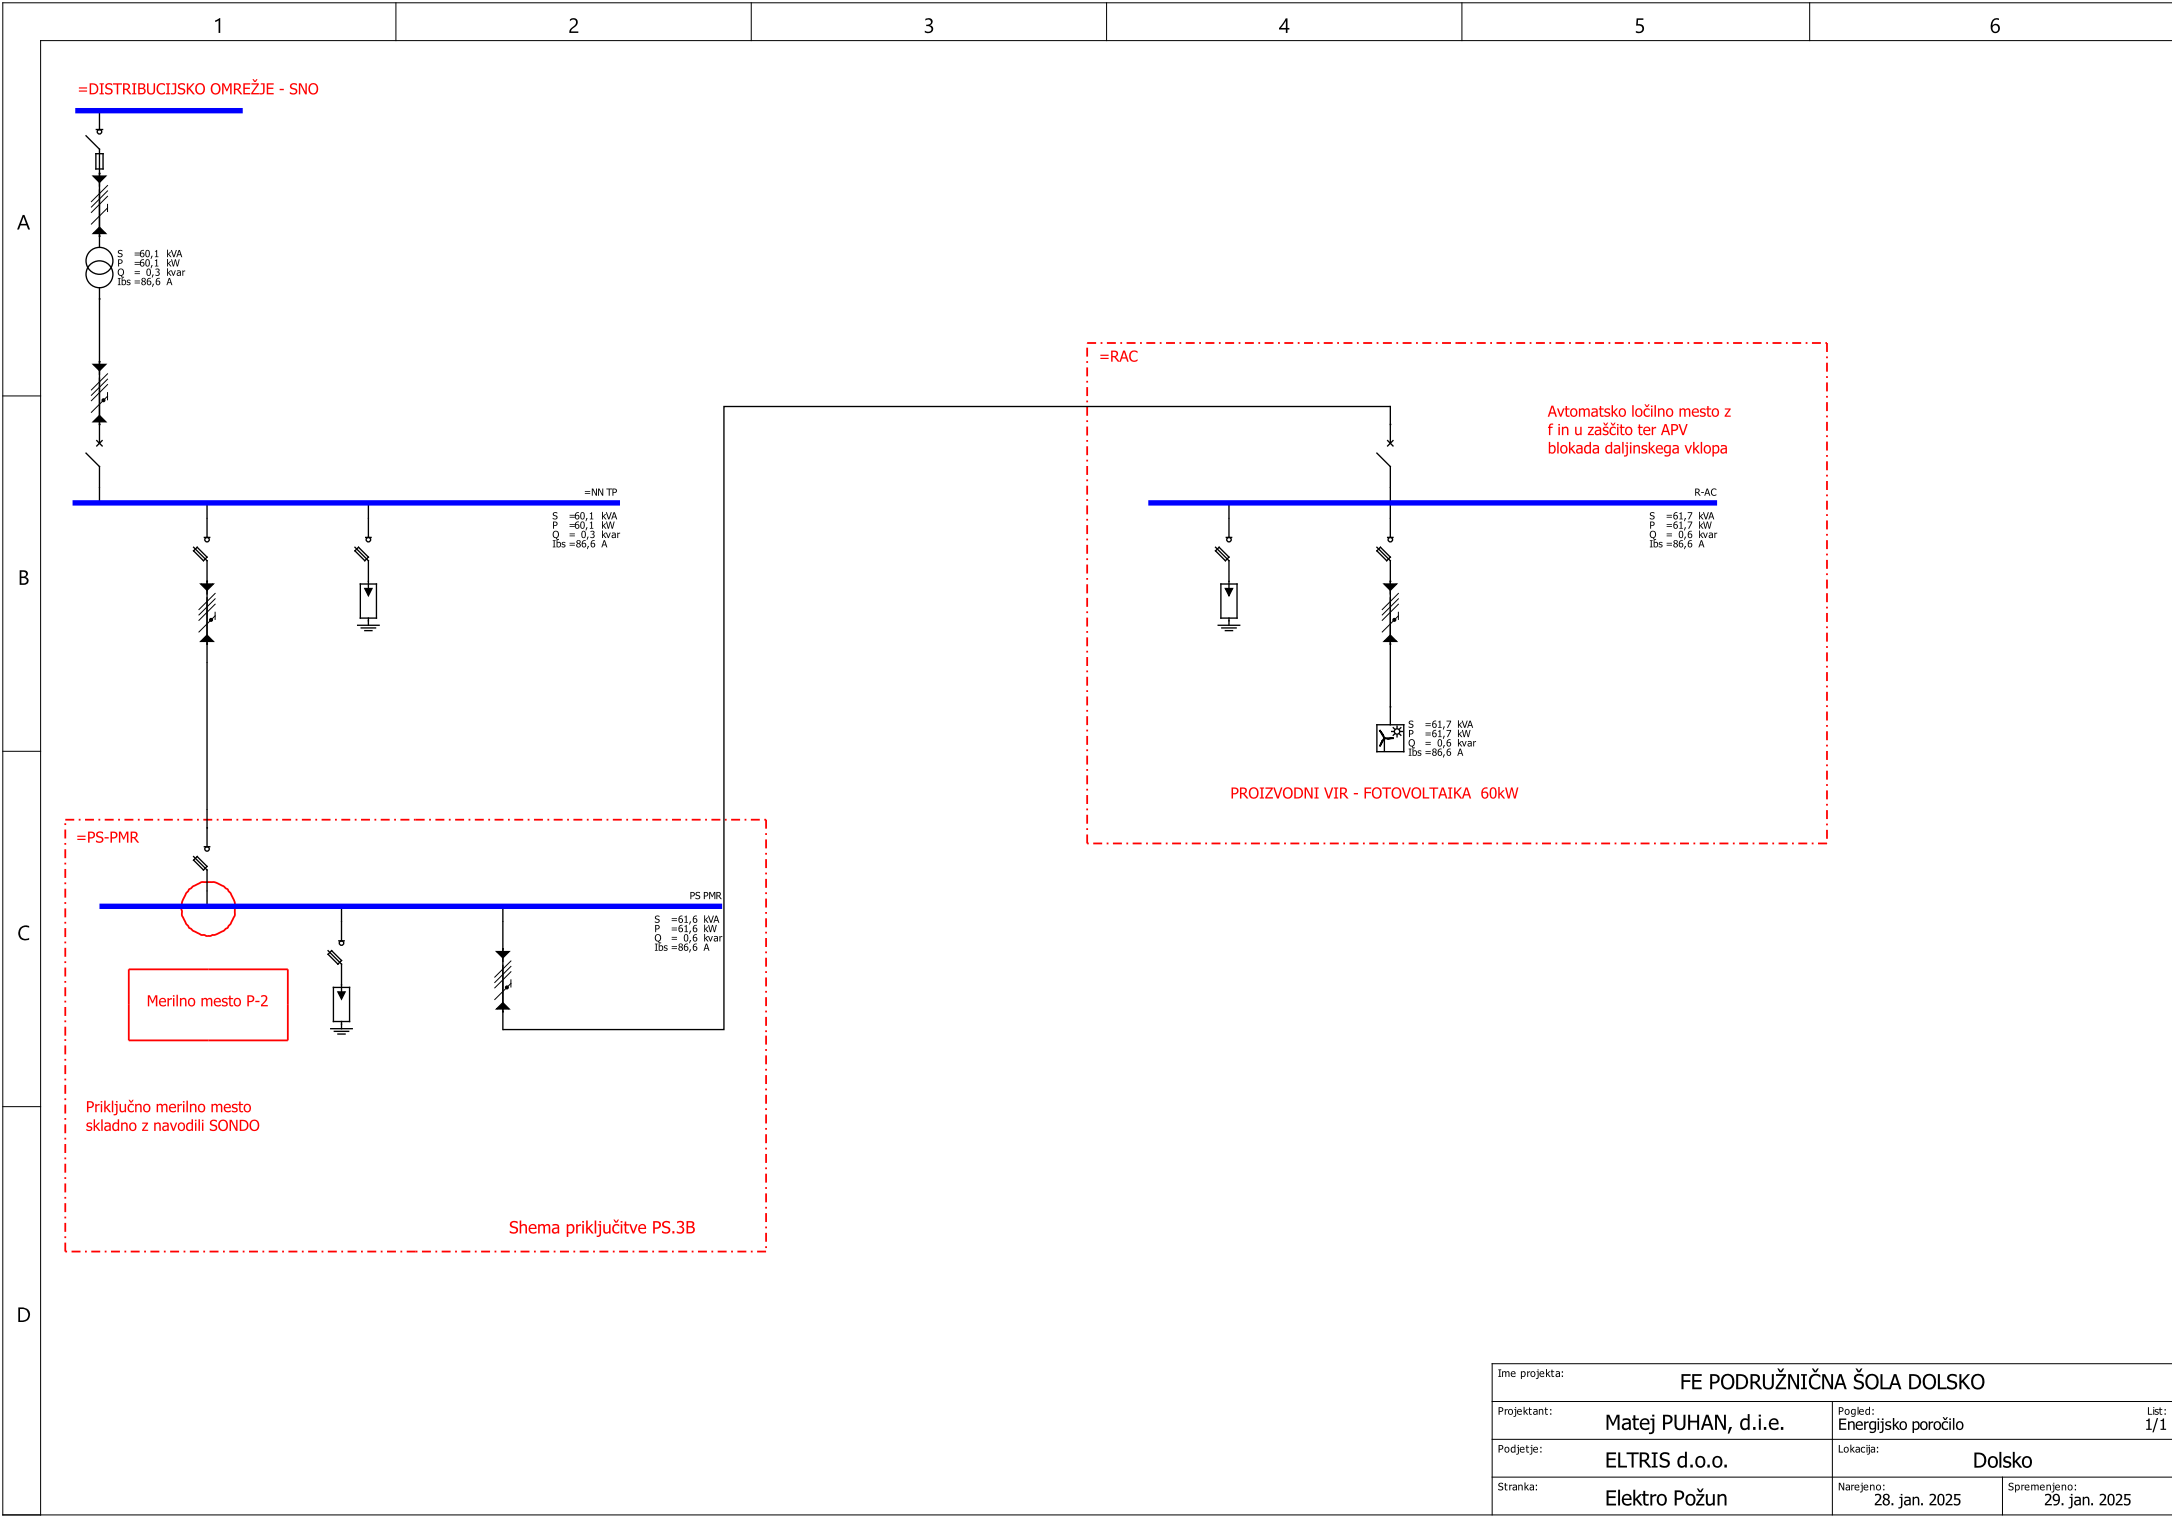 1 2 3 4 5 6
=DISTRIBUCIJSKO OMREŽJE - SNO
A
S =60,1 kVA
P =60,1 kW
Q = 0,3 kvar
Ibs =86,6 A
=RAC
Avtomatsko ločilno mesto z
f in u zaščito ter APV
blokada daljinskega vklopa
=NN TP
S =60,1 kVA
P =60,1 kW
Q = 0,3 kvar
Ibs =86,6 A
R-AC
S =61,7 kVA
P =61,7 kW
Q = 0,6 kvar
Ibs =86,6 A
B
S =61,7 kVA
P =61,7 kW
Q = 0,6 kvar
Ibs =86,6 A
PROIZVODNI VIR - FOTOVOLTAIKA 60kW
=PS-PMR
PS PMR
S =61,6 kVA
P =61,6 kW
Q = 0,6 kvar
Ibs =86,6 A
C
Merilno mesto P-2
Priključno merilno mesto
skladno z navodili SONDO
Shema priključitve PS.3B
D
Ime projekta:
FE PODRUŽNIČNA ŠOLA DOLSKO
Projektant:
Matej PUHAN, d.i.e.
Pogled:
Energijsko poročilo
List:
1/1
Podjetje:
ELTRIS d.o.o.
Lokacija:
Dolsko
Stranka:
Elektro Požun
Narejeno:
28. jan. 2025
Spremenjeno:
29. jan. 2025